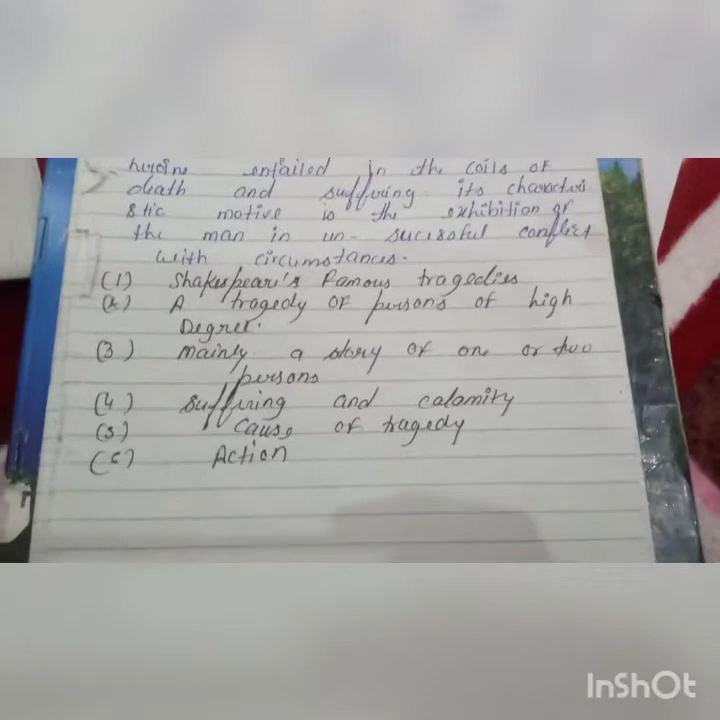 heroine entailed in the coils of
death and suffering its character
istic motive is the exhibition of
the man in un-sucessful conflict
with circumstances.
(1) Shakespeare's Famous tragedies
(2) A tragedy of persons of high
Degree.
(3) mainly a story of one or two
persons
(4) suffering and calamity
(5) Cause of tragedy
(6) Action
InShOt